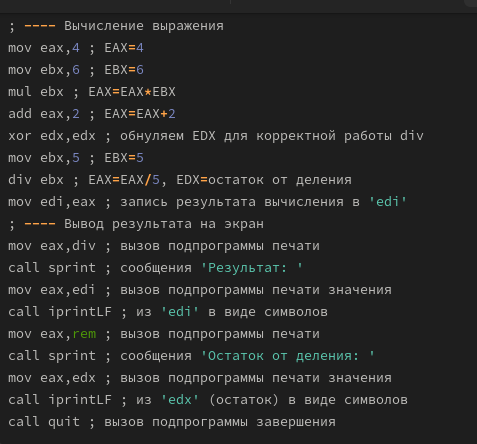 ; ---- Вычисление выражения
mov eax,4 ; EAX=4
mov ebx,6 ; EBX=6
mul ebx ; EAX=EAX*EBX
add eax,2 ; EAX=EAX+2
xor edx,edx ; обнуляем EDX для корректной работы div
mov ebx,5 ; EBX=5
div ebx ; EAX=EAX/5, EDX=остаток от деления
mov edi,eax ; запись результата вычисления в 'edi'
; ---- Вывод результата на экран
mov eax,div ; вызов подпрограммы печати
call sprint ; сообщения 'Результат: '
mov eax,edi ; вызов подпрограммы печати значения
call iprintLF ; из 'edi' в виде символов
mov eax,rem ; вызов подпрограммы печати
call sprint ; сообщения 'Остаток от деления: '
mov eax,edx ; вызов подпрограммы печати значения
call iprintLF ; из 'edx' (остаток) в виде символов
call quit ; вызов подпрограммы завершения